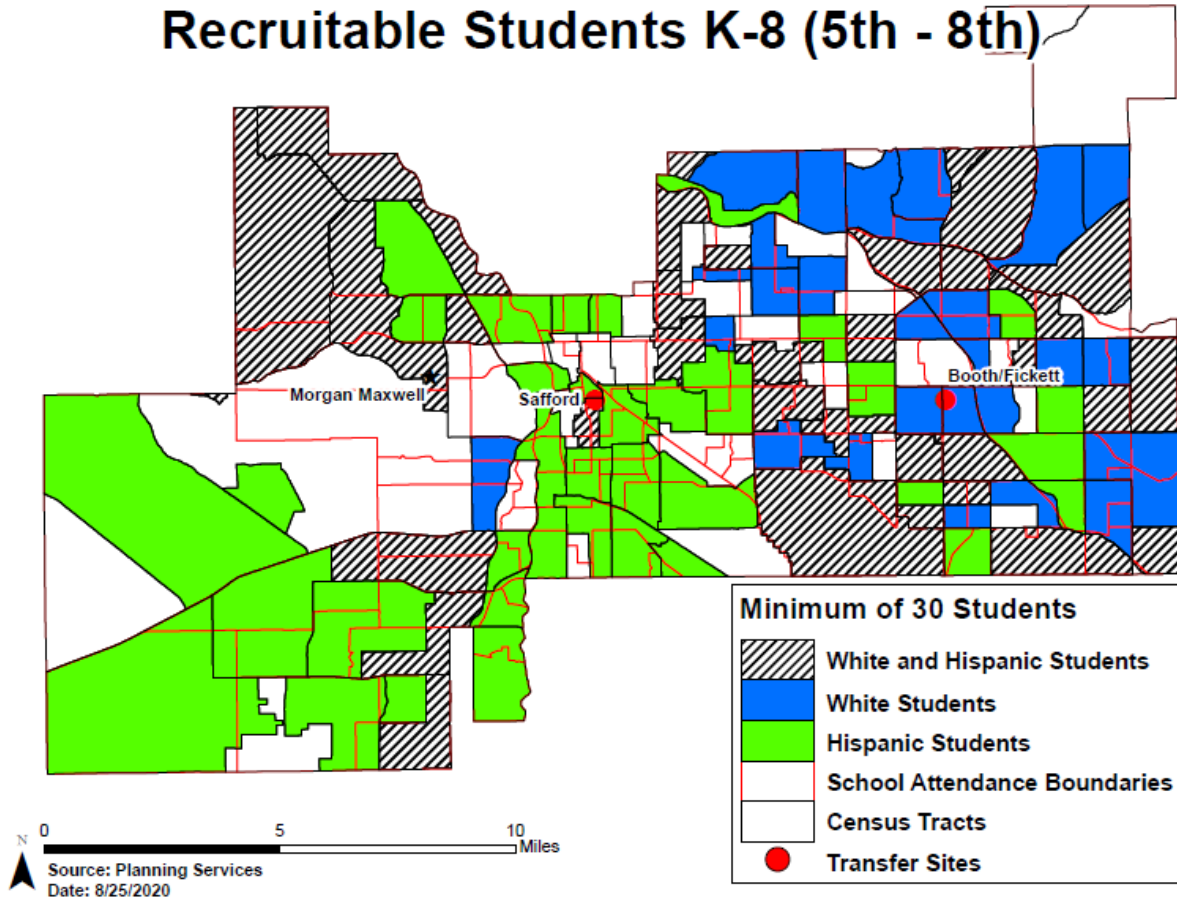 Recruitable Students K-8 (5th - 8th)
Booth/Fickett
Morgan Maxwell
Safford
Minimum of 30 Students
White and Hispanic Students
White Students
Hispanic Students
School Attendance Boundaries
Census Tracts
Transfer Sites
0 5 10
Miles
N
Source: Planning Services
Date: 8/25/2020